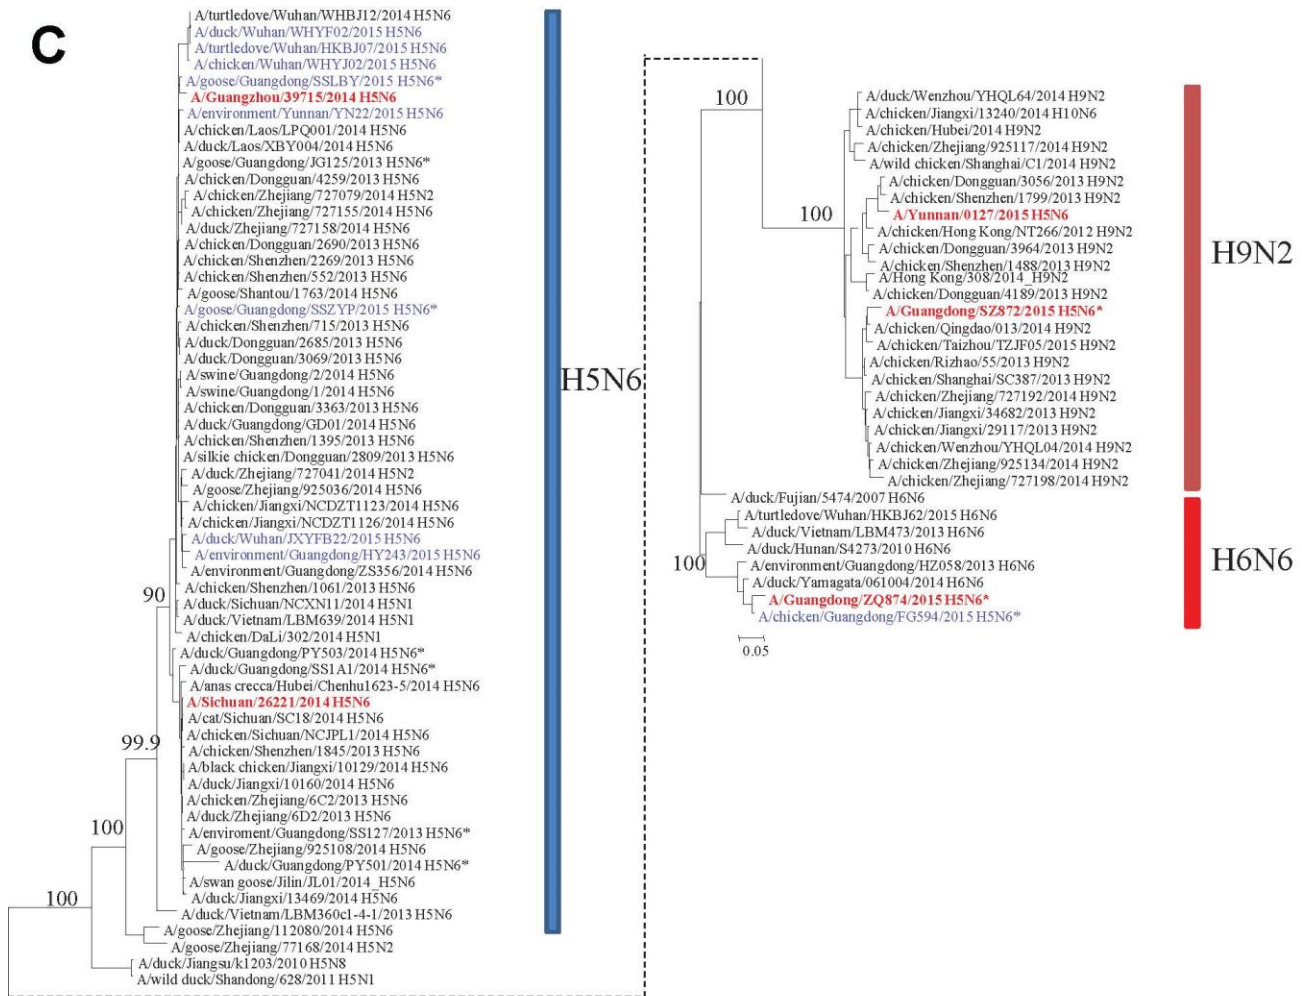 C
A/turtledove/Wuhan/WHBJ12/2014 H5N6
A/duck/Wuhan/WHYF02/2015 H5N6
A/turtledove/Wuhan/HKBJ07/2015 H5N6
A/chicken/Wuhan/WHYJ02/2015 H5N6
A/goose/Guangdong/SSLBY/2015 H5N6*
A/Guangzhou/39715/2014 H5N6
A/environment/Yunnan/YN22/2015 H5N6
A/chicken/Laos/LPQ001/2014 H5N6
A/duck/Laos/XBY004/2014 H5N6
A/goose/Guangdong/JG125/2013 H5N6*
A/chicken/Dongguan/4259/2013 H5N6
A/chicken/Zhejiang/727079/2014 H5N2
A/chicken/Zhejiang/727155/2014 H5N6
A/duck/Zhejiang/727158/2014 H5N6
A/chicken/Dongguan/2690/2013 H5N6
A/chicken/Shenzhen/2269/2013 H5N6
A/chicken/Shenzhen/552/2013 H5N6
A/goose/Shantou/1763/2014 H5N6
A/goose/Guangdong/SSZYP/2015 H5N6*
A/chicken/Shenzhen/715/2013 H5N6
A/duck/Dongguan/2685/2013 H5N6
A/duck/Dongguan/3069/2013 H5N6
A/swine/Guangdong/2/2014 H5N6
A/swine/Guangdong/1/2014 H5N6
A/chicken/Dongguan/3363/2013 H5N6
A/duck/Guangdong/GD01/2014 H5N6
A/chicken/Shenzhen/1395/2013 H5N6
A/silkie chicken/Dongguan/2809/2013 H5N6
A/duck/Zhejiang/727041/2014 H5N2
A/goose/Zhejiang/925036/2014 H5N6
A/chicken/Jiangxi/NCDZT1123/2014 H5N6
A/chicken/Jiangxi/NCDZT1126/2014 H5N6
A/duck/Wuhan/JXYFB22/2015 H5N6
A/environment/Guangdong/HY243/2015 H5N6
A/environment/Guangdong/ZS356/2014 H5N6
A/chicken/Shenzhen/1061/2013 H5N6
90
A/duck/Sichuan/NCXN11/2014 H5N1
A/duck/Vietnam/LBM639/2014 H5N1
A/chicken/DaLi/302/2014 H5N1
A/duck/Guangdong/PY503/2014 H5N6*
A/duck/Guangdong/SS1A1/2014 H5N6*
A/anas crecca/Hubei/Chenhu1623-5/2014 H5N6
A/Sichuan/26221/2014 H5N6
A/cat/Sichuan/SC18/2014 H5N6
A/chicken/Sichuan/NCJPL1/2014 H5N6
99.9
A/chicken/Shenzhen/1845/2013 H5N6
A/black chicken/Jiangxi/10129/2014 H5N6
A/duck/Jiangxi/10160/2014 H5N6
A/chicken/Zhejiang/6C2/2013 H5N6
A/duck/Zhejiang/6D2/2013 H5N6
100
A/enviroment/Guangdong/SS127/2013 H5N6*
A/goose/Zhejiang/925108/2014 H5N6
A/duck/Guangdong/PY501/2014 H5N6*
A/swan goose/Jilin/JL01/2014_H5N6
100
A/duck/Jiangxi/13469/2014 H5N6
A/duck/Vietnam/LBM360c1-4-1/2013 H5N6
A/goose/Zhejiang/112080/2014 H5N6
A/goose/Zhejiang/77168/2014 H5N2
A/duck/Jiangsu/k1203/2010 H5N8
A/wild duck/Shandong/628/2011 H5N1
H5N6
100
A/duck/Wenzhou/YHQL64/2014 H9N2
A/chicken/Jiangxi/13240/2014 H10N6
A/chicken/Hubei/2014 H9N2
A/chicken/Zhejiang/925117/2014 H9N2
A/wild chicken/Shanghai/C1/2014 H9N2
A/chicken/Dongguan/3056/2013 H9N2
A/chicken/Shenzhen/1799/2013 H9N2
100
A/Yunnan/0127/2015 H5N6
A/chicken/Hong Kong/NT266/2012 H9N2
A/chicken/Dongguan/3964/2013 H9N2
A/chicken/Shenzhen/1488/2013 H9N2
A/Hong Kong/308/2014_H9N2
A/chicken/Dongguan/4189/2013 H9N2
A/Guangdong/SZ872/2015 H5N6*
A/chicken/Qingdao/013/2014 H9N2
A/chicken/Taizhou/TZJF05/2015 H9N2
A/chicken/Rizhao/55/2013 H9N2
A/chicken/Shanghai/SC387/2013 H9N2
A/chicken/Zhejiang/727192/2014 H9N2
A/chicken/Jiangxi/34682/2013 H9N2
A/chicken/Jiangxi/29117/2013 H9N2
A/chicken/Wenzhou/YHQL04/2014 H9N2
A/chicken/Zhejiang/925134/2014 H9N2
A/chicken/Zhejiang/727198/2014 H9N2
H9N2
A/duck/Fujian/5474/2007 H6N6
A/turtledove/Wuhan/HKBJ62/2015 H6N6
A/duck/Vietnam/LBM473/2013 H6N6
A/duck/Hunan/S4273/2010 H6N6
100
A/environment/Guangdong/HZ058/2013 H6N6
A/duck/Yamagata/061004/2014 H6N6
A/Guangdong/ZQ874/2015 H5N6*
A/chicken/Guangdong/FG594/2015 H5N6*
H6N6
0.05